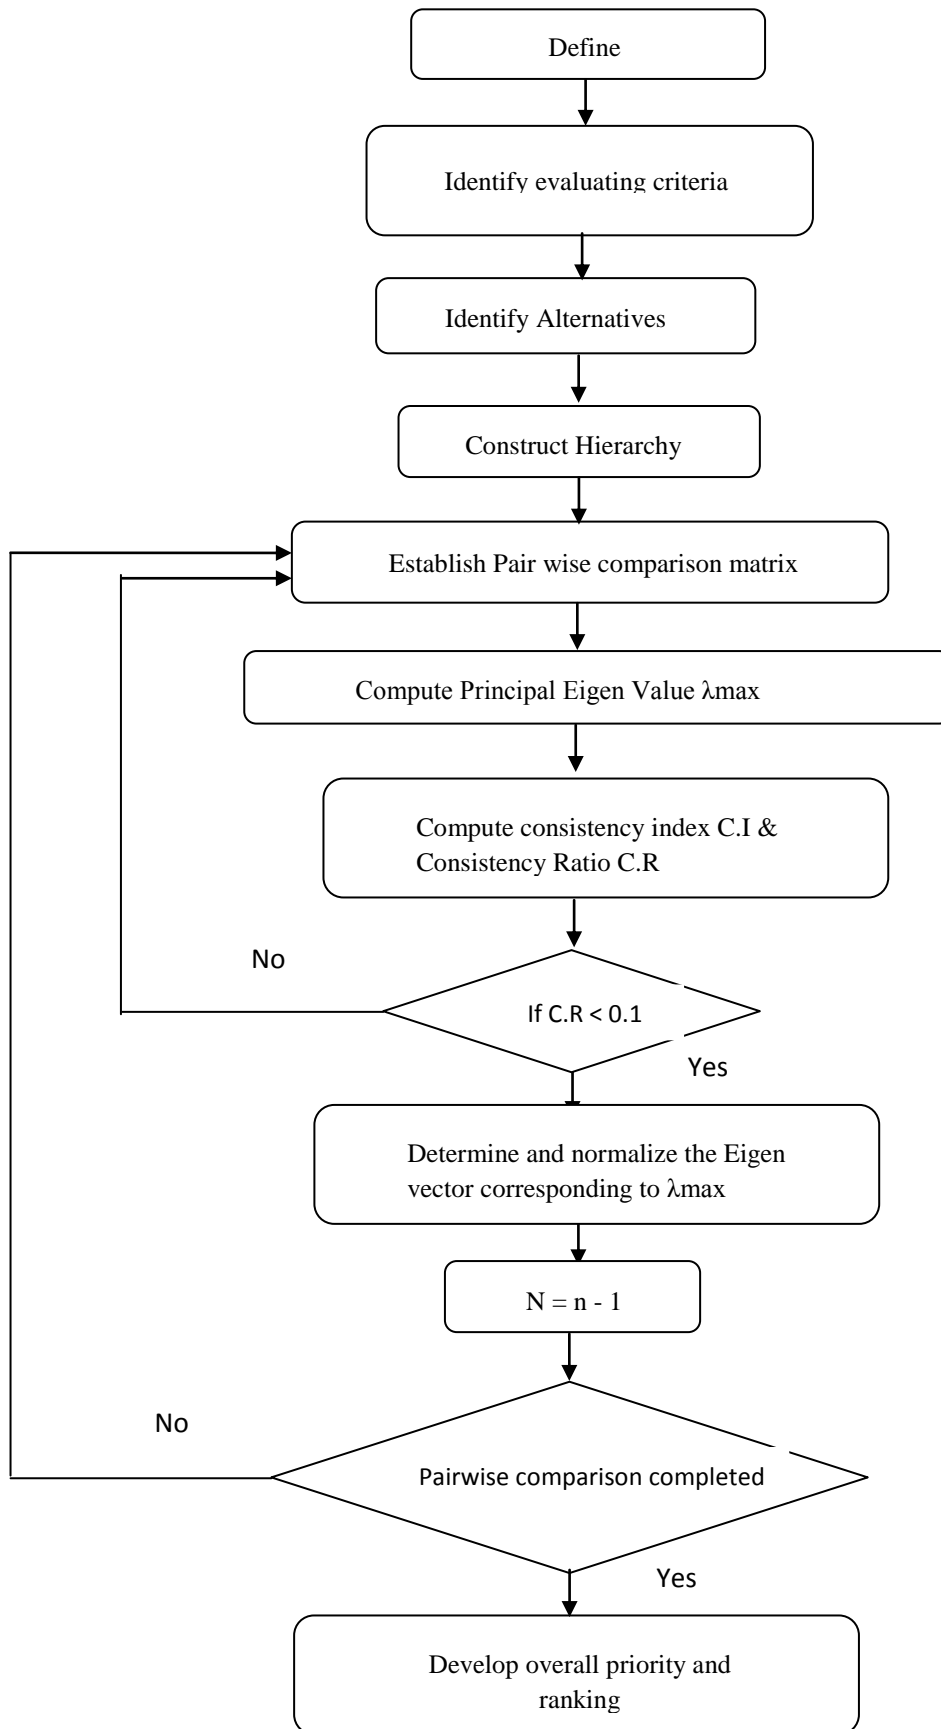 Define
Identify evaluating criteria
Identify Alternatives
Construct Hierarchy
Establish Pair wise comparison matrix
Compute Principal Eigen Value λmax
Compute consistency index C.I &
Consistency Ratio C.R
No
If C.R < 0.1
Yes
Determine and normalize the Eigen
vector corresponding to λmax
N = n - 1
No
Pairwise comparison completed
Yes
Develop overall priority and
ranking